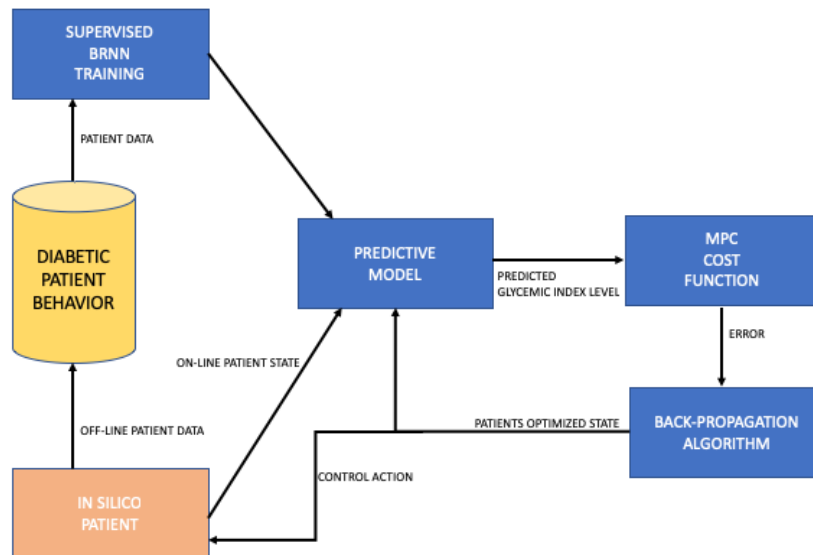 SUPERVISED
BRNN
TRAINING
PATIENT DATA
DIABETIC
PATIENT
BEHAVIOR
PREDICTIVE
MODEL
MPC
COST
FUNCTION
PREDICTED
GLYCEMIC INDEX LEVEL
ERROR
ON-LINE PATIENT STATE
OFF-LINE PATIENT DATA
PATIENTS OPTIMIZED STATE
BACK-PROPAGATION
ALGORITHM
CONTROL ACTION
IN SILICO
PATIENT